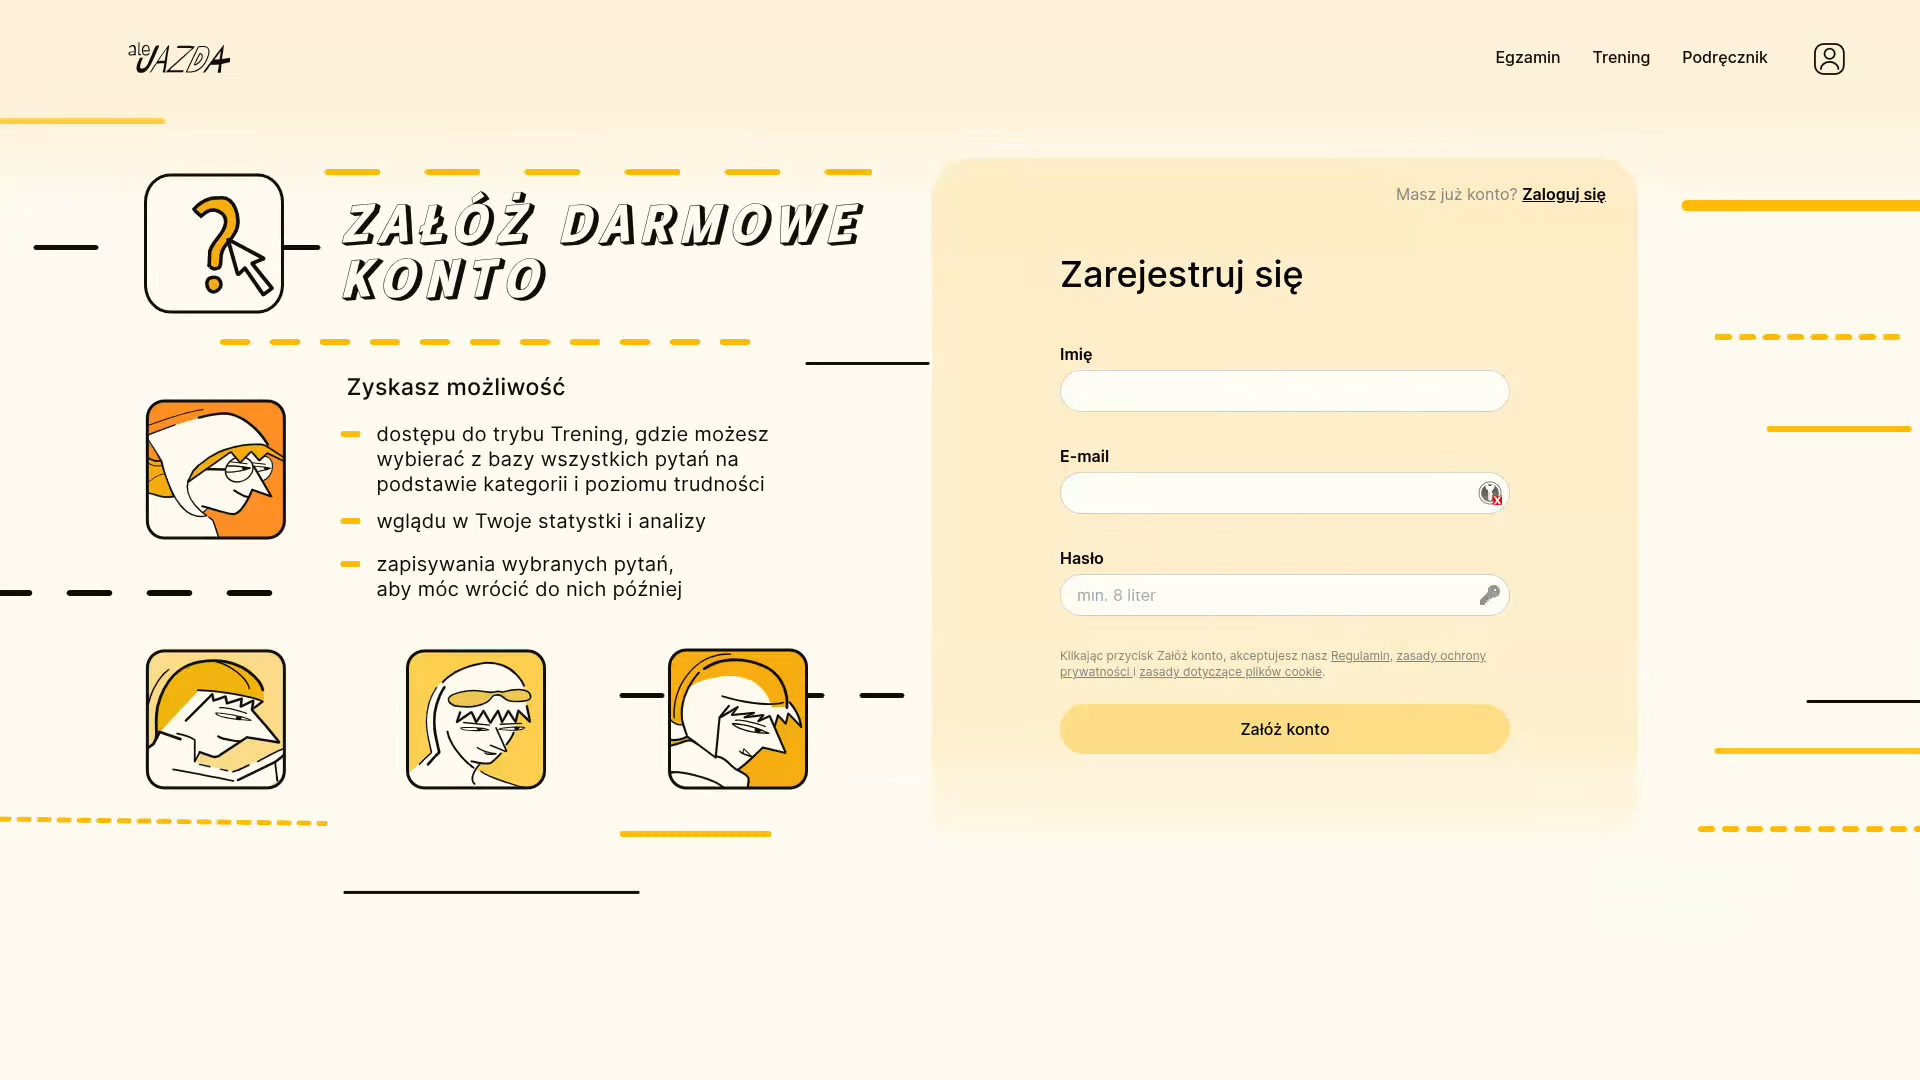 ale JAZDA
Egzamin
Trening
Podręcznik
ZAŁÓŻ DARMOWE
KONTO
Zyskasz możliwość
dostępu do trybu Trening, gdzie możesz
wybierać z bazy wszystkich pytań na
podstawie kategorii i poziomu trudności
wglądu w Twoje statystki i analizy
zapisywania wybranych pytań,
aby móc wrócić do nich później
Masz już konto? Zaloguj się
Zarejestruj się
Imię
E-mail
Hasło
min. 8 liter
Klikając przycisk Załóż konto, akceptujesz nasz Regulamin, zasady ochrony
prywatności i zasady dotyczące plików cookie.
Załóż konto